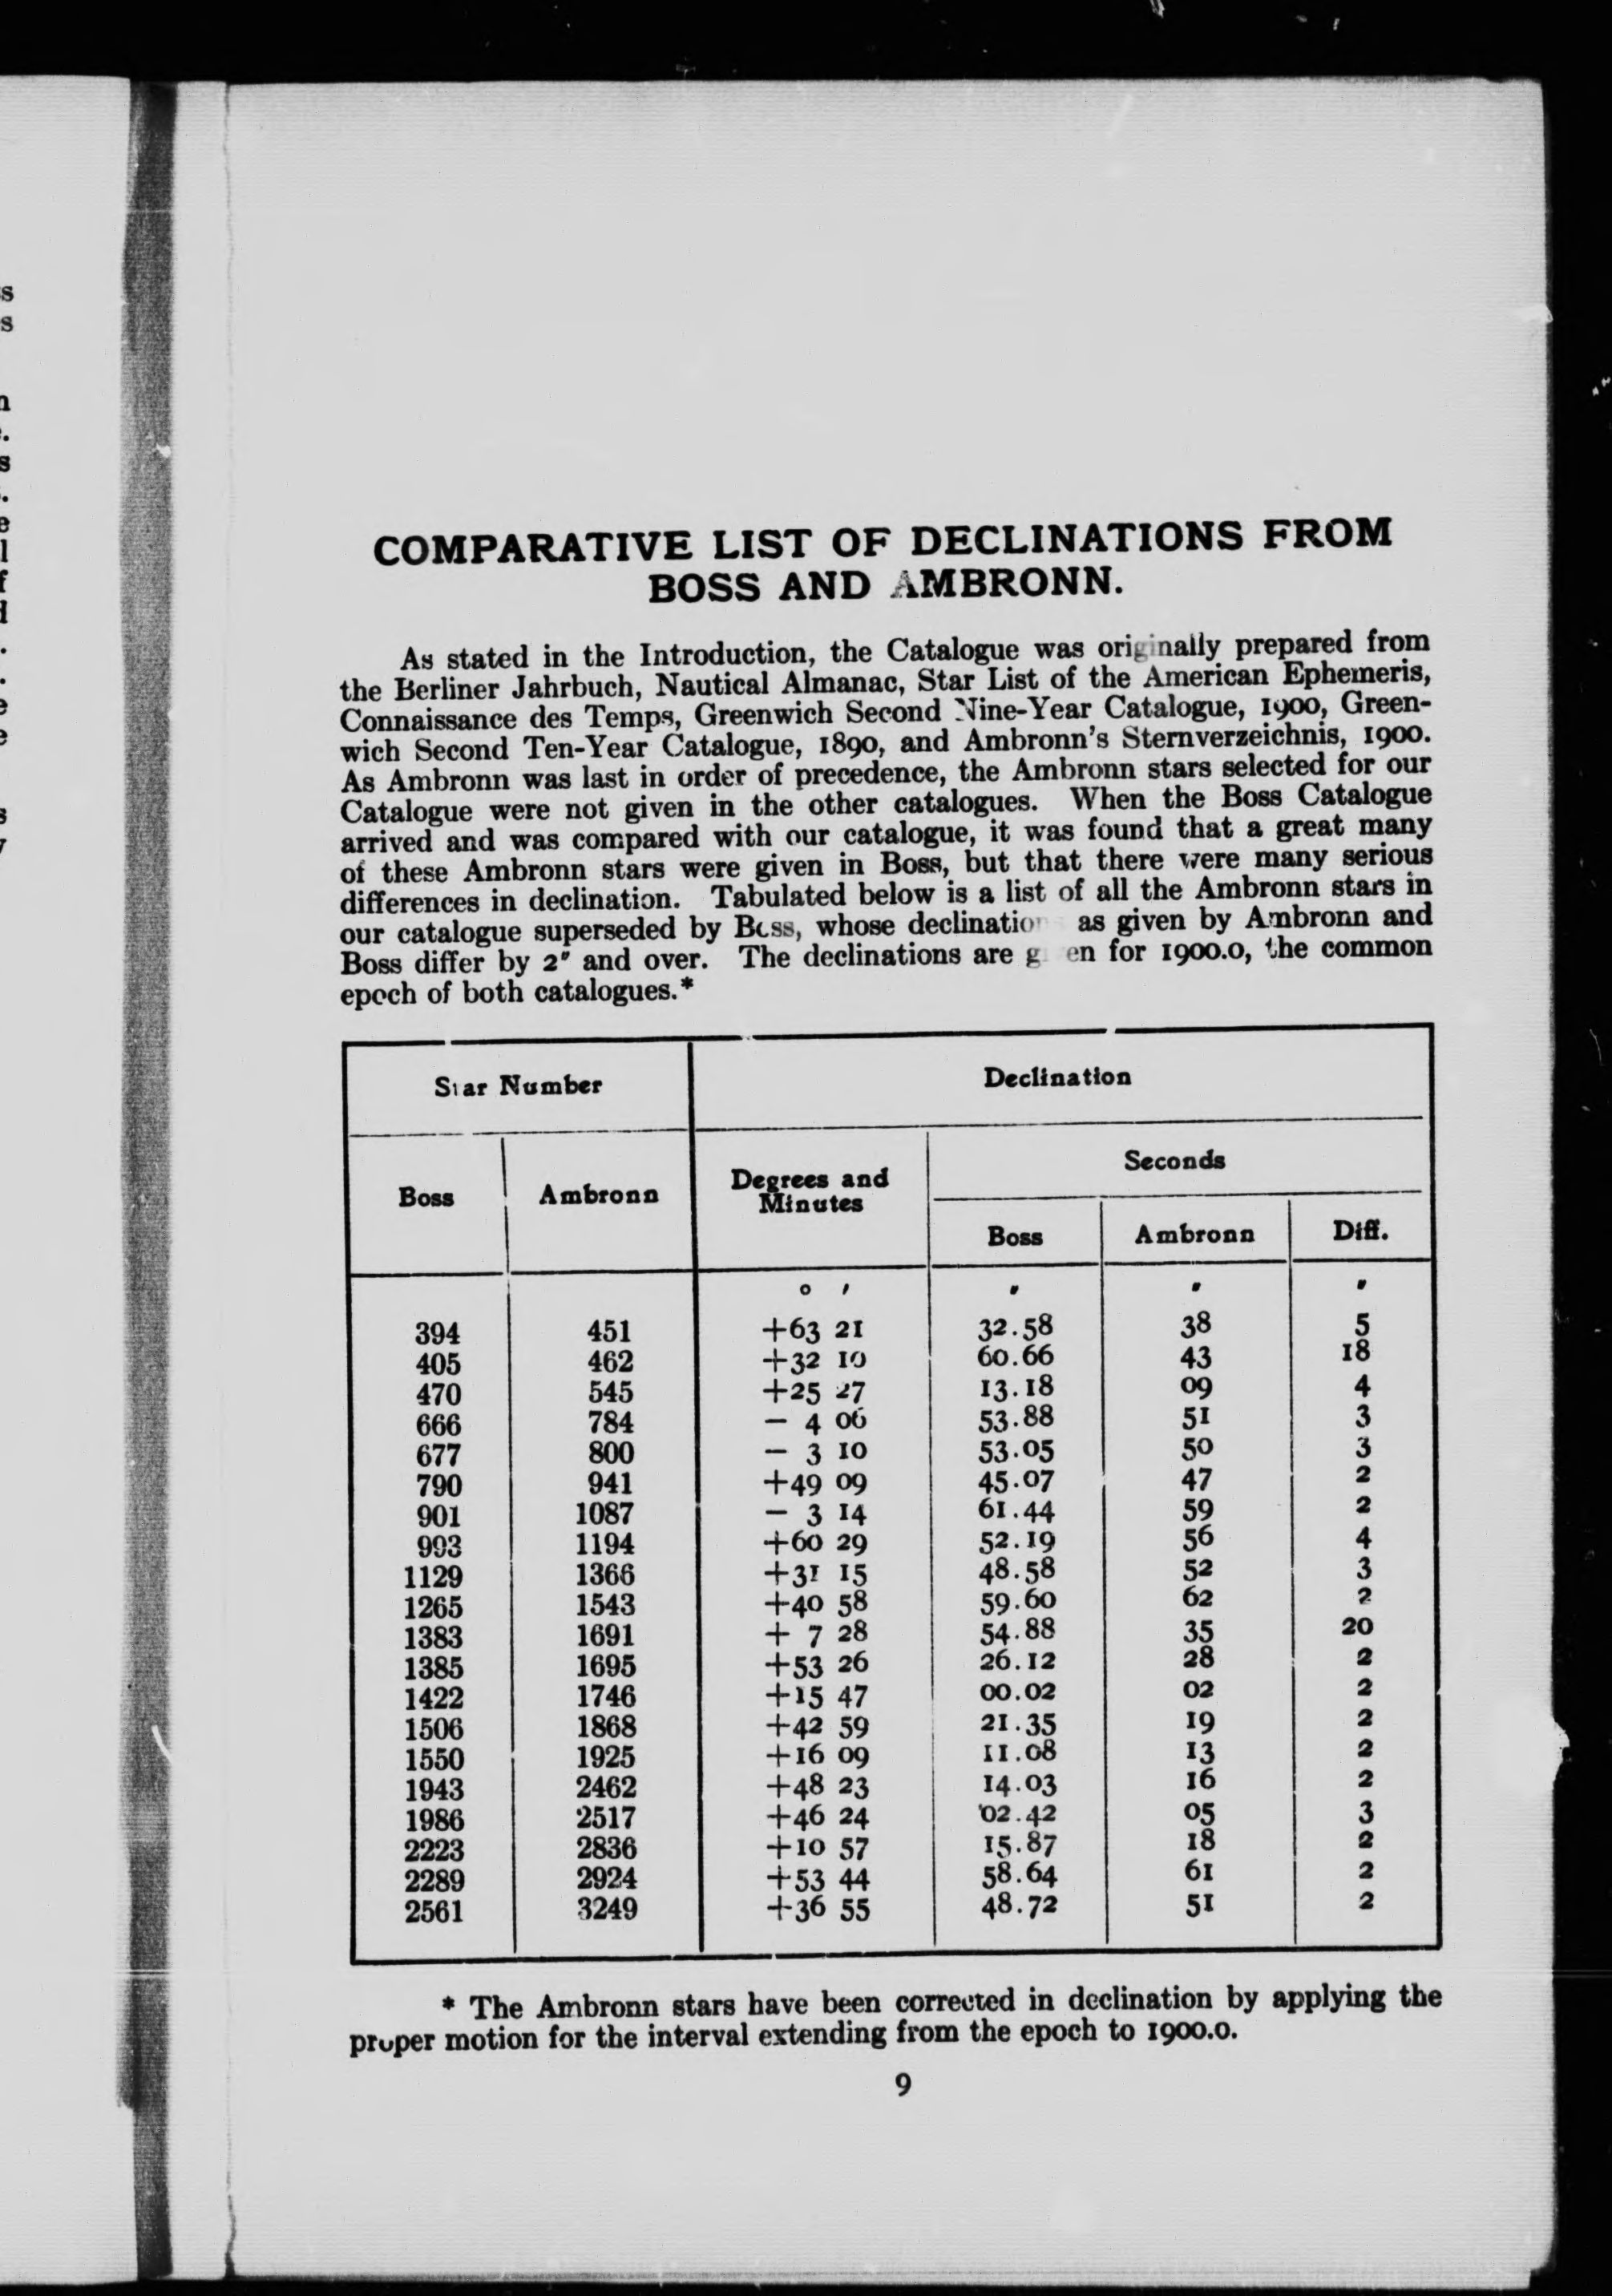 COMPARATIVE LIST OF DECLINATIONS FROM
BOSS AND AMBRONN.
As stated in the Introduction, the Catalogue was originally prepared from
the Berliner Jahrbuch, Nautical Almanac, Star List of the American Ephemeris,
Connaissance des Temps, Greenwich Second Nine-Year Catalogue, 1900, Green-
wich Second Ten-Year Catalogue, 1890, and Ambronn's Sternverzeichnis, 1900.
As Ambronn was last in order of precedence, the Ambronn stars selected for our
Catalogue were not given in the other catalogues. When the Boss Catalogue
arrived and was compared with our catalogue, it was found that a great many
of these Ambronn stars were given in Boss, but that there were many serious
differences in declination. Tabulated below is a list of all the Ambronn stars in
our catalogue superseded by Boss, whose declinations as given by Ambronn and
Boss differ by 2″ and over. The declinations are given for 1900.0, the common
epoch of both catalogues.*
Star Number Declination
Boss Ambronn Degrees and Minutes Seconds
Boss Ambronn Diff.
° ′ ″ ″ ″
394 451 +63 21 32.58 38 5
405 462 +32 10 60.66 43 18
470 545 +25 27 13.18 09 4
666 784 − 4 06 53.88 51 3
677 800 − 3 10 53.05 50 3
790 941 +49 09 45.07 47 2
901 1087 − 3 14 61.44 59 2
993 1194 +60 29 52.19 56 4
1129 1366 +31 15 48.58 52 3
1265 1543 +40 58 59.60 62 2
1383 1691 + 7 28 54.88 35 20
1385 1695 +53 26 26.12 28 2
1422 1746 +15 47 00.02 02 2
1506 1868 +42 59 21.35 19 2
1550 1925 +16 09 11.08 13 2
1943 2462 +48 23 14.03 16 2
1986 2517 +46 24 02.42 05 3
2223 2836 +10 57 15.87 18 2
2289 2924 +53 44 58.64 61 2
2561 3249 +36 55 48.72 51 2
* The Ambronn stars have been corrected in declination by applying the
proper motion for the interval extending from the epoch to 1900.0.
9